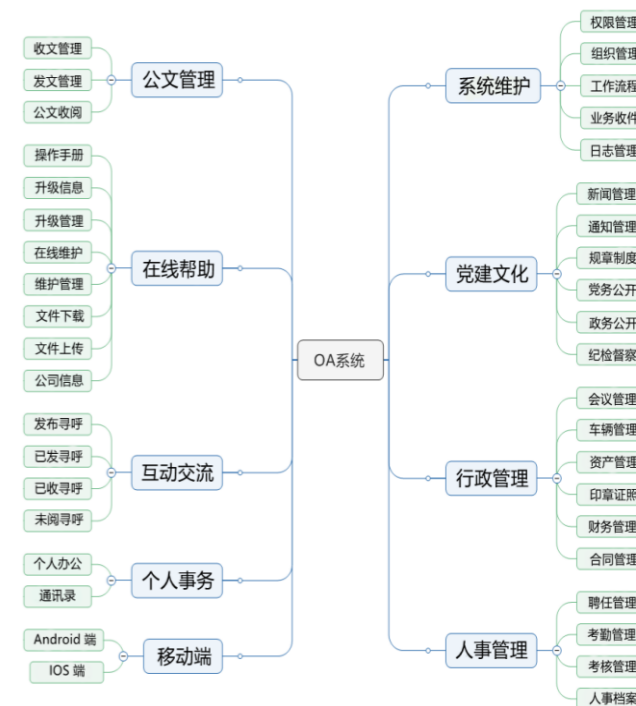 公文管理
收文管理
发文管理
公文收阅
在线帮助
操作手册
升级信息
升级管理
在线维护
维护管理
文件下载
文件上传
公司信息
互动交流
发布寻呼
已发寻呼
已收寻呼
未阅寻呼
个人事务
个人办公
通讯录
移动端
Android 端
IOS 端
OA系统
系统维护
权限管理
组织管理
工作流程
业务收件
日志管理
党建文化
新闻管理
通知管理
规章制度
党务公开
政务公开
纪检督察
行政管理
会议管理
车辆管理
资产管理
印章证照
财务管理
合同管理
人事管理
聘任管理
考勤管理
考核管理
人事档案